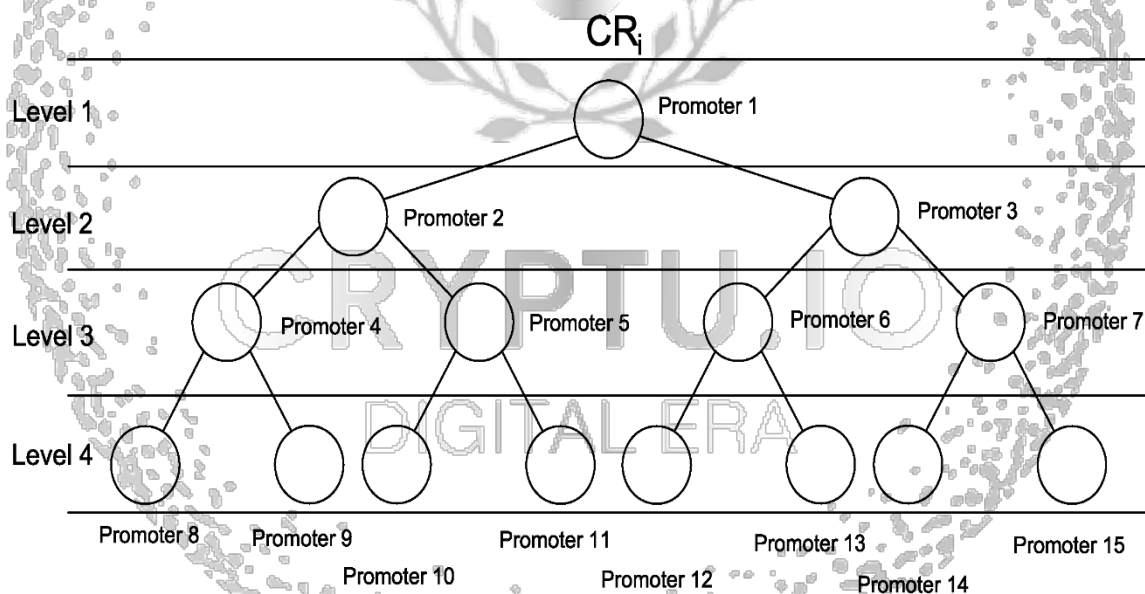 CRi
Level 1
Promoter 1
Level 2
Promoter 2
Promoter 3
CRYPTU.IO
Level 3
Promoter 4
Promoter 5
Promoter 6
Promoter 7
DIGITAL ERA
Level 4
Promoter 8
Promoter 9
Promoter 10
Promoter 11
Promoter 12
Promoter 13
Promoter 14
Promoter 15